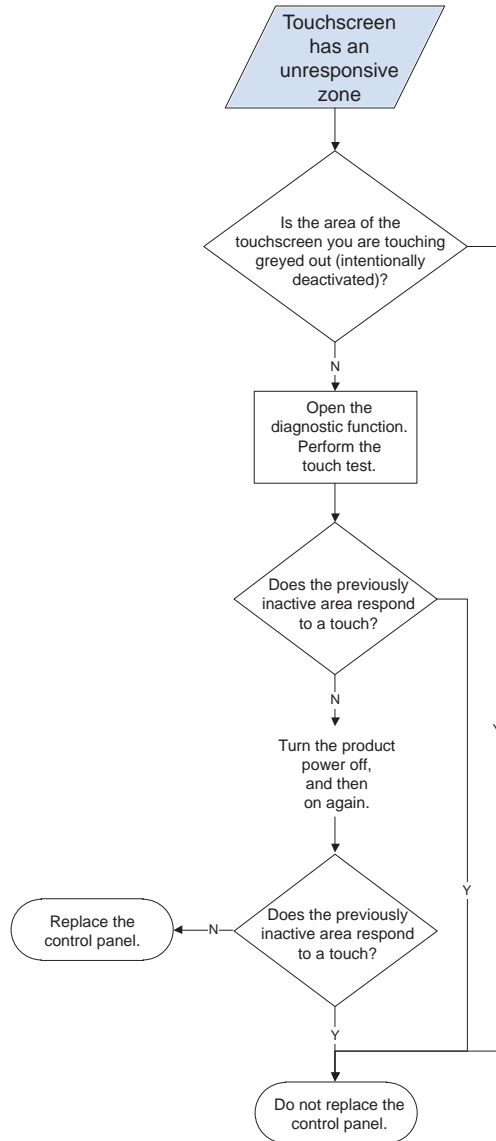 Touchscreen
has an
unresponsive
zone
Is the area of the
touchscreen you are touching
greyed out (intentionally
deactivated)?
N
Open the
diagnostic function.
Perform the
touch test.
Does the previously
inactive area respond
to a touch?
N
Y
Turn the product
power off,
and then
on again.
Y
Does the previously
inactive area respond
to a touch?
N
Replace the
control panel.
Y
Do not replace the
control panel.